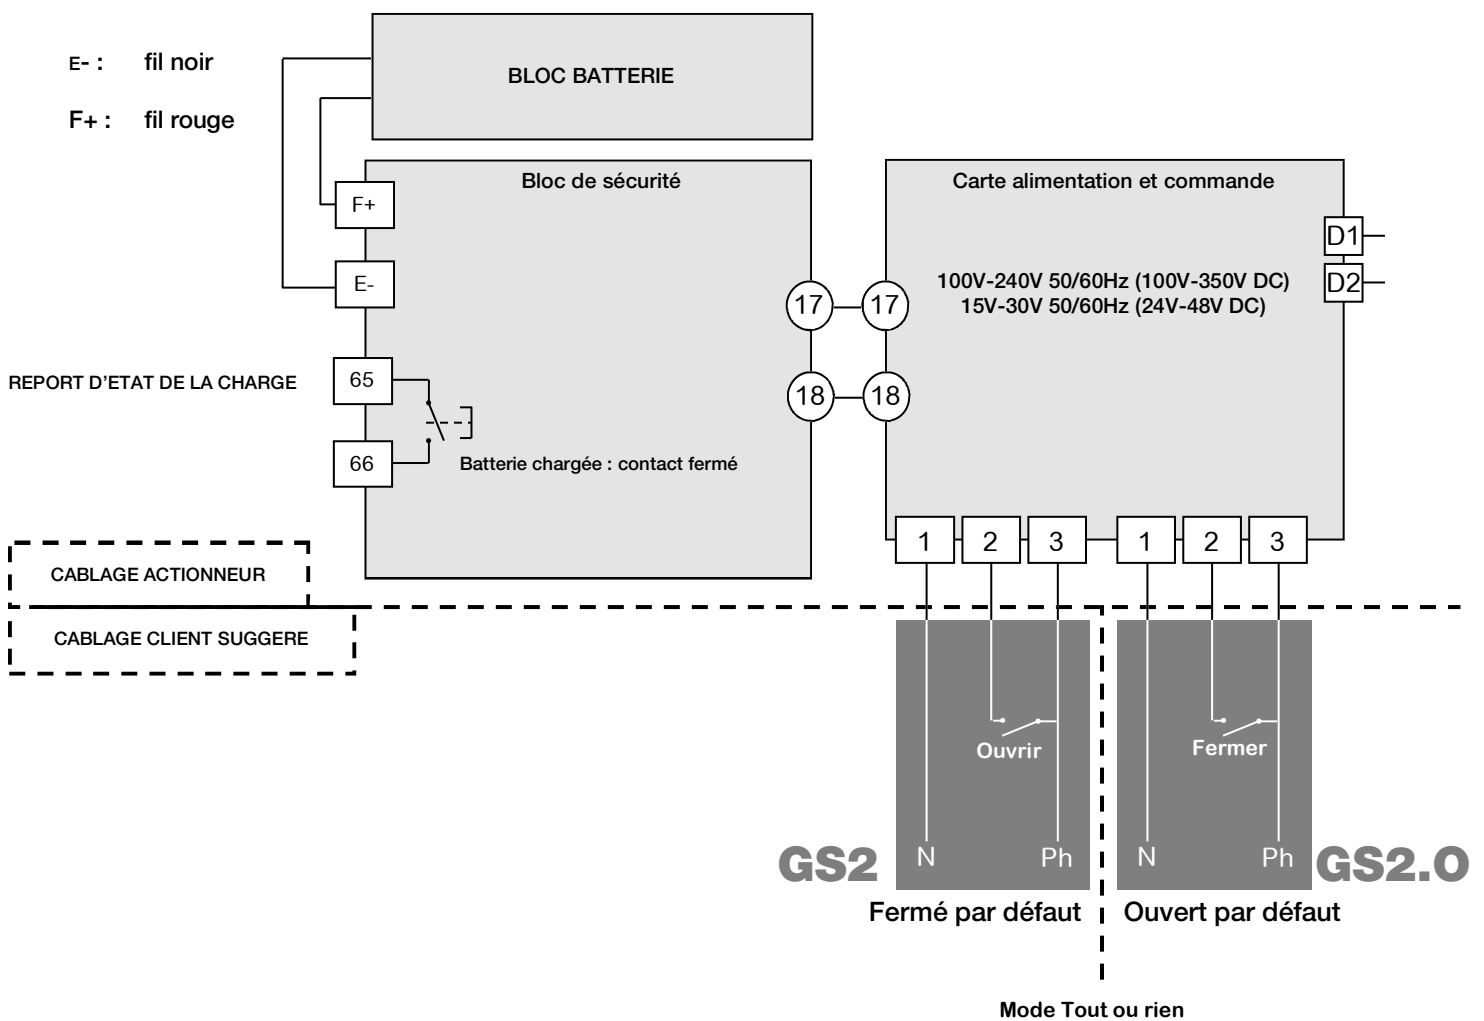 E- : fil noir
F+ : fil rouge
BLOC BATTERIE
Bloc de sécurité
Carte alimentation et commande
F+
E-
D1
D2
100V-240V 50/60Hz (100V-350V DC)
15V-30V 50/60Hz (24V-48V DC)
17
17
18
18
REPORT D'ETAT DE LA CHARGE
65
66
Batterie chargée : contact fermé
1
2
3
1
2
3
CABLAGE ACTIONNEUR
CABLAGE CLIENT SUGGERE
Ouvrir
Fermer
GS2
N
Ph
N
Ph
GS2.O
Fermé par défaut
Ouvert par défaut
Mode Tout ou rien